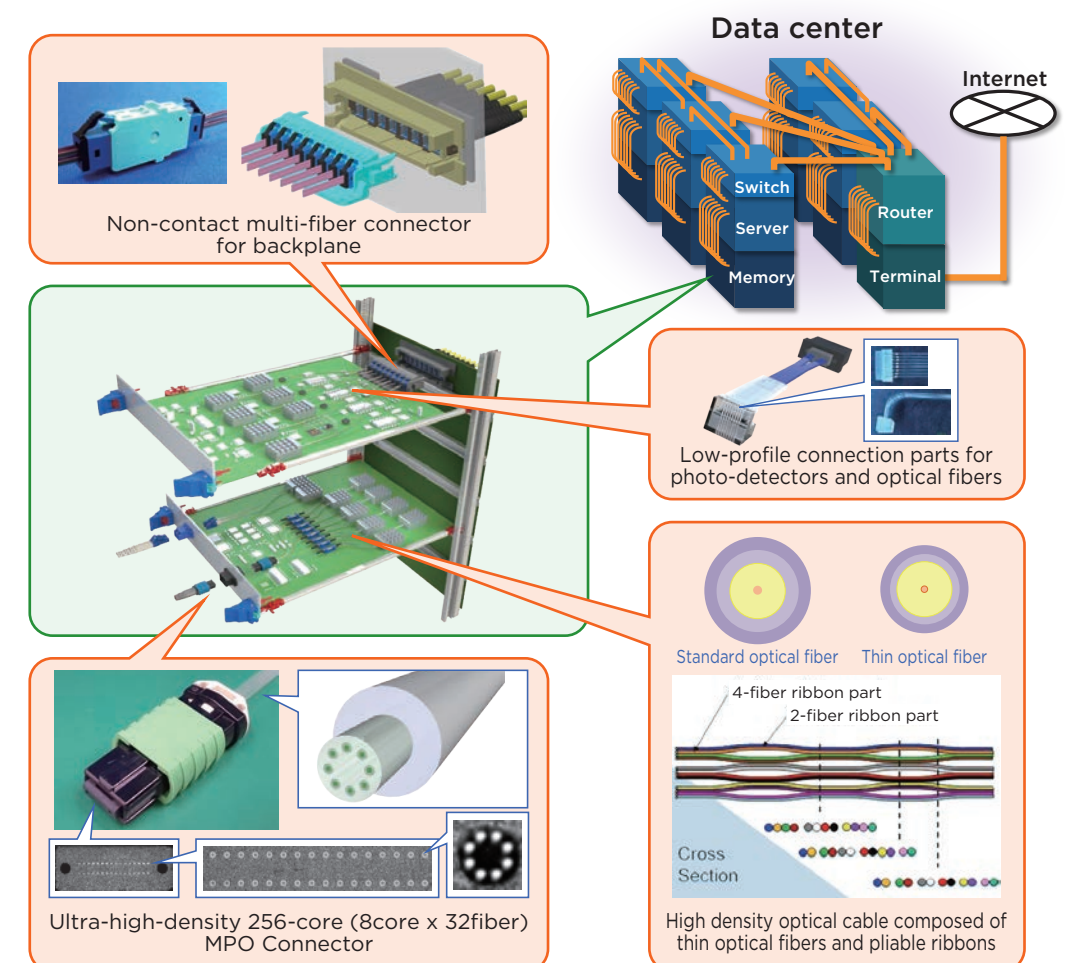 Data center
Internet
Switch
Server
Memory
Router
Terminal
Non-contact multi-fiber connector
for backplane
Low-profile connection parts for
photo-detectors and optical fibers
Standard optical fiber
Thin optical fiber
4-fiber ribbon part
2-fiber ribbon part
Cross
Section
High density optical cable composed of
thin optical fibers and pliable ribbons
Ultra-high-density 256-core (8core x 32fiber)
MPO Connector